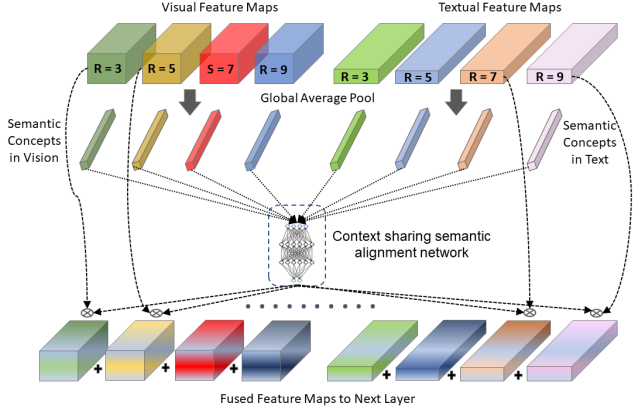 Visual Feature Maps
Textual Feature Maps
R = 3
R = 5
S = 7
R = 9
R = 3
R = 5
R = 7
R = 9
Global Average Pool
Semantic
Concepts
in Vision
Semantic
Concepts
in Text
Context sharing semantic
alignment network
+ + + + + +
Fused Feature Maps to Next Layer